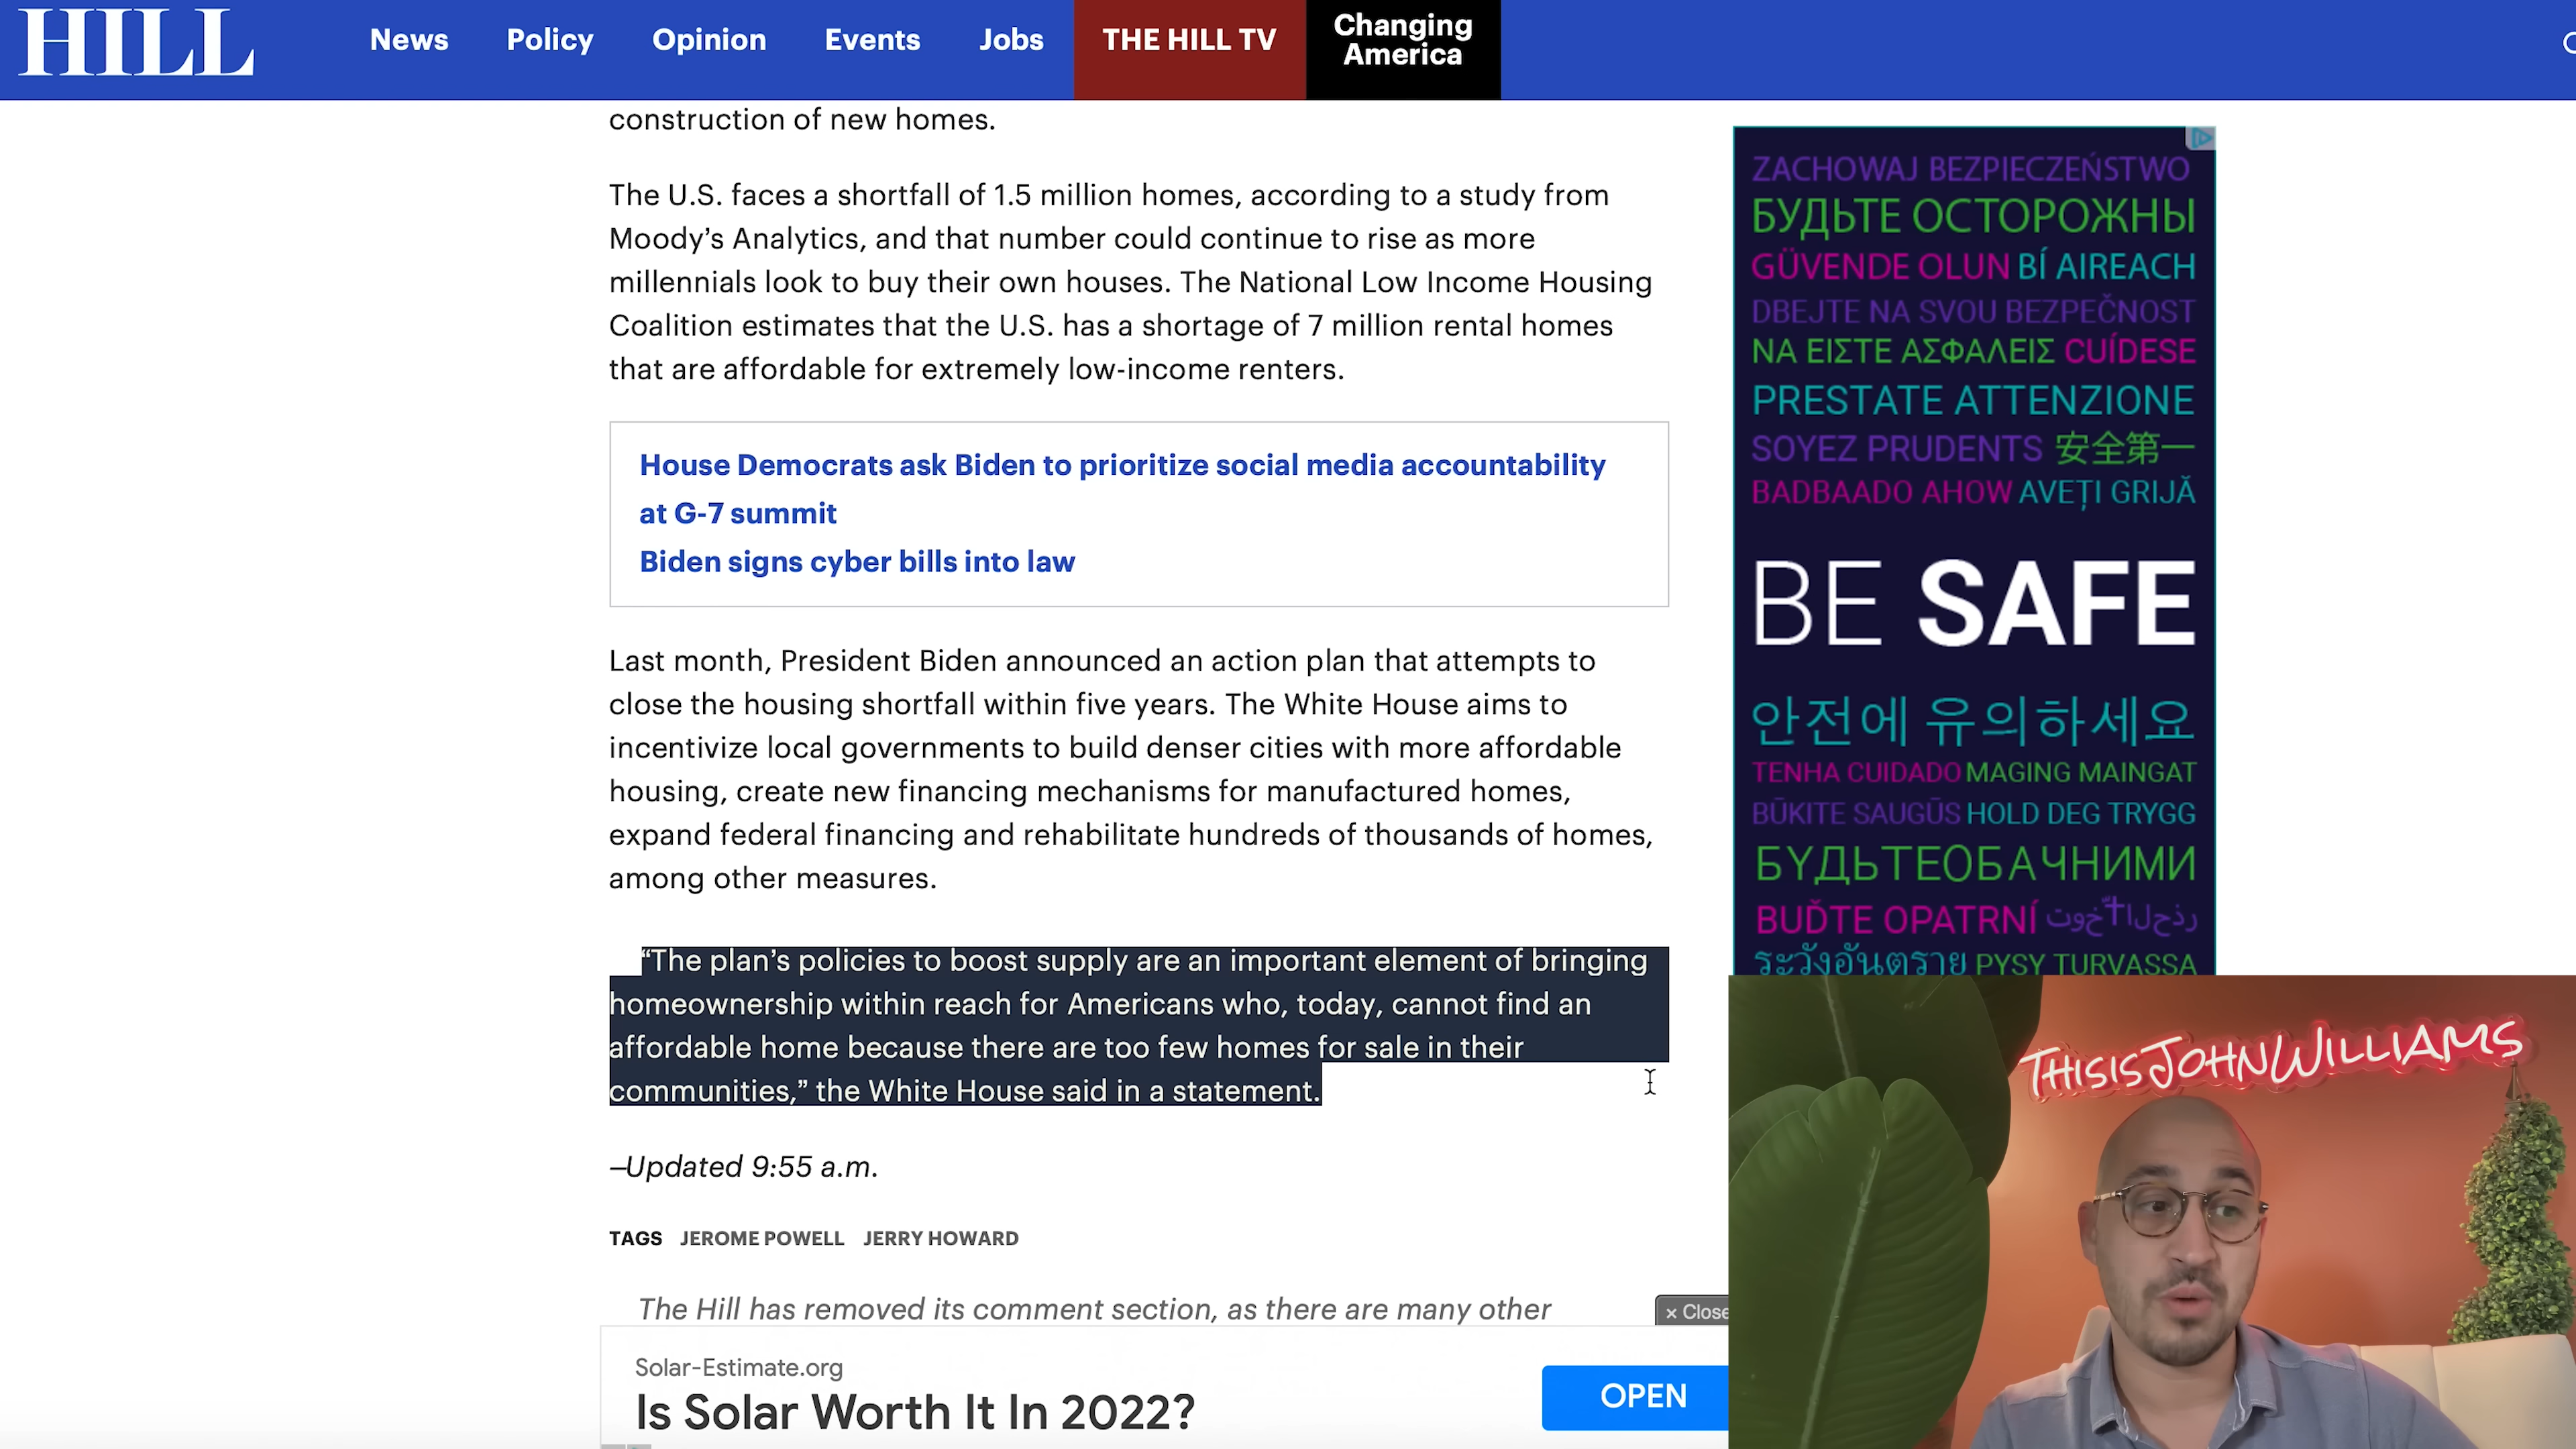 HILL
News
Policy
Opinion
Events
Jobs
THE HILL TV
Changing
America
construction of new homes.
The U.S. faces a shortfall of 1.5 million homes, according to a study from
Moody’s Analytics, and that number could continue to rise as more
millennials look to buy their own houses. The National Low Income Housing
Coalition estimates that the U.S. has a shortage of 7 million rental homes
that are affordable for extremely low-income renters.
House Democrats ask Biden to prioritize social media accountability
at G-7 summit
Biden signs cyber bills into law
Last month, President Biden announced an action plan that attempts to
close the housing shortfall within five years. The White House aims to
incentivize local governments to build denser cities with more affordable
housing, create new financing mechanisms for manufactured homes,
expand federal financing and rehabilitate hundreds of thousands of homes,
among other measures.
“The plan’s policies to boost supply are an important element of bringing
homeownership within reach for Americans who, today, cannot find an
affordable home because there are too few homes for sale in their
communities,” the White House said in a statement.
–Updated 9:55 a.m.
TAGS JEROME POWELL JERRY HOWARD
The Hill has removed its comment section, as there are many other
× Close
Solar-Estimate.org
Is Solar Worth It In 2022?
OPEN
ZACHOWAJ BEZPIECZEŃSTWO
БУДЬТЕ ОСТОРОЖНЫ
GÜVENDE OLUN BÍ AIREACH
DBEJTE NA SVOU BEZPEČNOST
ΝΑ ΕΙΣΤΕ ΑΣΦΑΛΕΙΣ CUÍDESE
PRESTATE ATTENZIONE
SOYEZ PRUDENTS 安全第一
BADBAADO AHOW AVEȚI GRIJĂ
BE SAFE
안전에 유의하세요
TENHA CUIDADO MAGING MAINGAT
BŪKITE SAUGŪS HOLD DEG TRYGG
БУДЬТЕОБАЧНИМИ
BUĎTE OPATRNÍ
ระวังอันตราย PYSY TURVASSA
THISISJOHNWILLIAMS